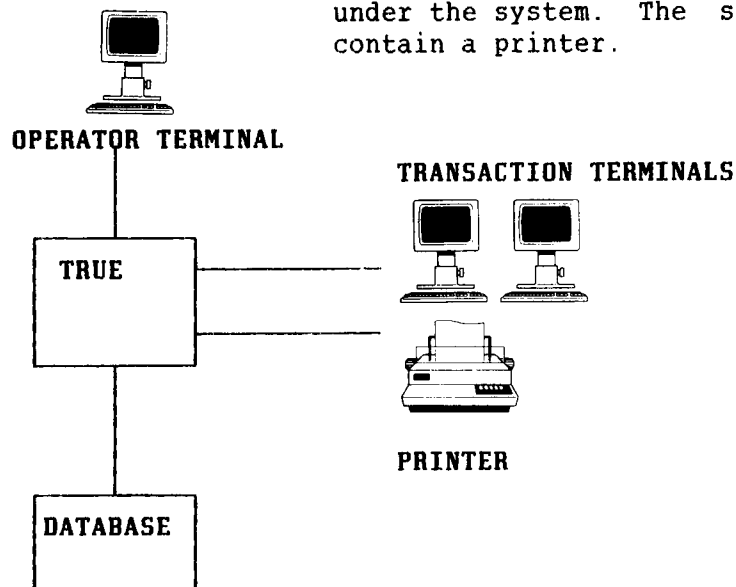 under the system. The s
contain a printer.
OPERATOR TERMINAL
TRANSACTION TERMINALS
TRUE
PRINTER
DATABASE